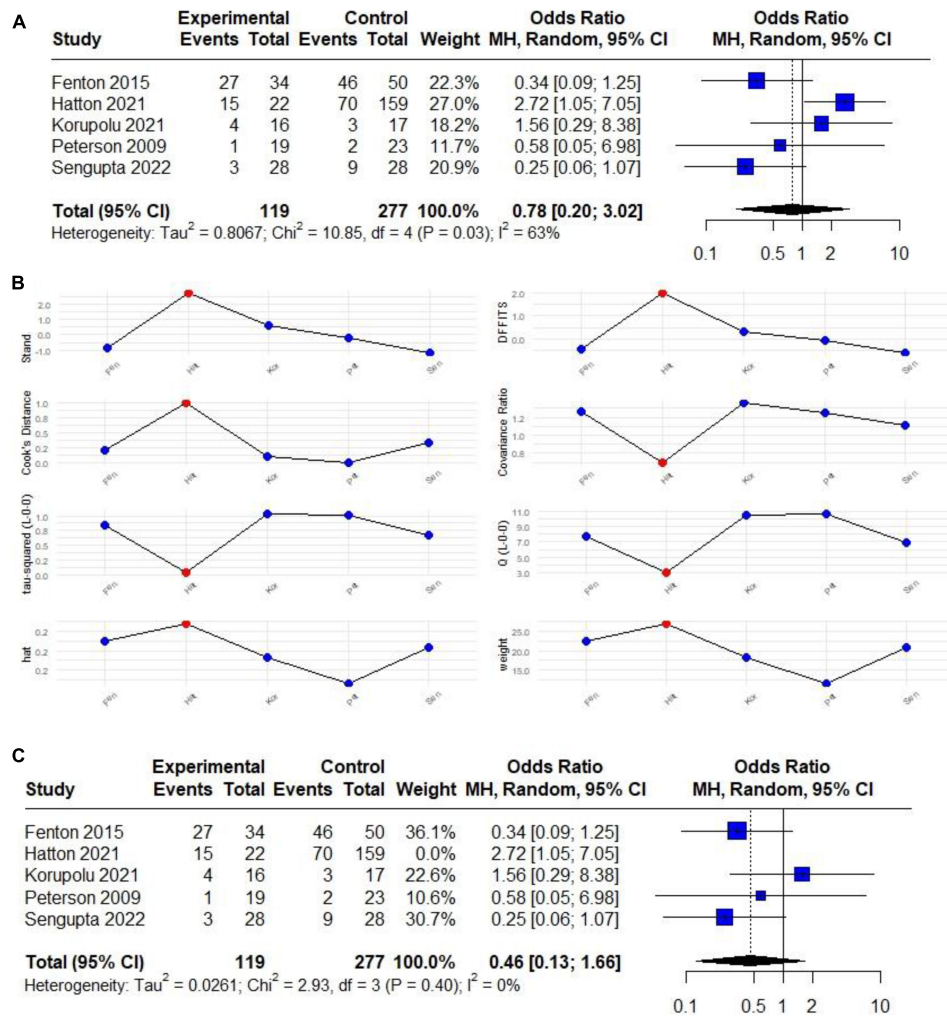 A
Experimental Control Odds Ratio Odds Ratio
Study Events Total Events Total Weight MH, Random, 95% CI MH, Random, 95% CI
Fenton 2015 27 34 46 50 22.3% 0.34 [0.09; 1.25]
Hatton 2021 15 22 70 159 27.0% 2.72 [1.05; 7.05]
Korupolu 2021 4 16 3 17 18.2% 1.56 [0.29; 8.38]
Peterson 2009 1 19 2 23 11.7% 0.58 [0.05; 6.98]
Sengupta 2022 3 28 9 28 20.9% 0.25 [0.06; 1.07]
Total (95% CI) 119 277 100.0% 0.78 [0.20; 3.02]
Heterogeneity: Tau² = 0.8067; Chi² = 10.85, df = 4 (P = 0.03); I² = 63%
0.1 0.5 1 2 10
B
Stand
2.0
1.0
0.0
-1.0
DFFITS
2.0
1.0
0.0
Cook's Distance
1.0
0.8
0.5
0.2
0.0
Covariance Ratio
1.2
1.0
0.8
tau-squared (L-0-0)
1.0
0.8
0.5
0.2
0.0
Q (L-0-0)
11.0
9.0
7.0
5.0
3.0
hat
0.2
0.2
0.2
weight
25.0
20.0
15.0
C
Experimental Control Odds Ratio Odds Ratio
Study Events Total Events Total Weight MH, Random, 95% CI MH, Random, 95% CI
Fenton 2015 27 34 46 50 36.1% 0.34 [0.09; 1.25]
Hatton 2021 15 22 70 159 0.0% 2.72 [1.05; 7.05]
Korupolu 2021 4 16 3 17 22.6% 1.56 [0.29; 8.38]
Peterson 2009 1 19 2 23 10.6% 0.58 [0.05; 6.98]
Sengupta 2022 3 28 9 28 30.7% 0.25 [0.06; 1.07]
Total (95% CI) 119 277 100.0% 0.46 [0.13; 1.66]
Heterogeneity: Tau² = 0.0261; Chi² = 2.93, df = 3 (P = 0.40); I² = 0%
0.1 0.5 1 2 10